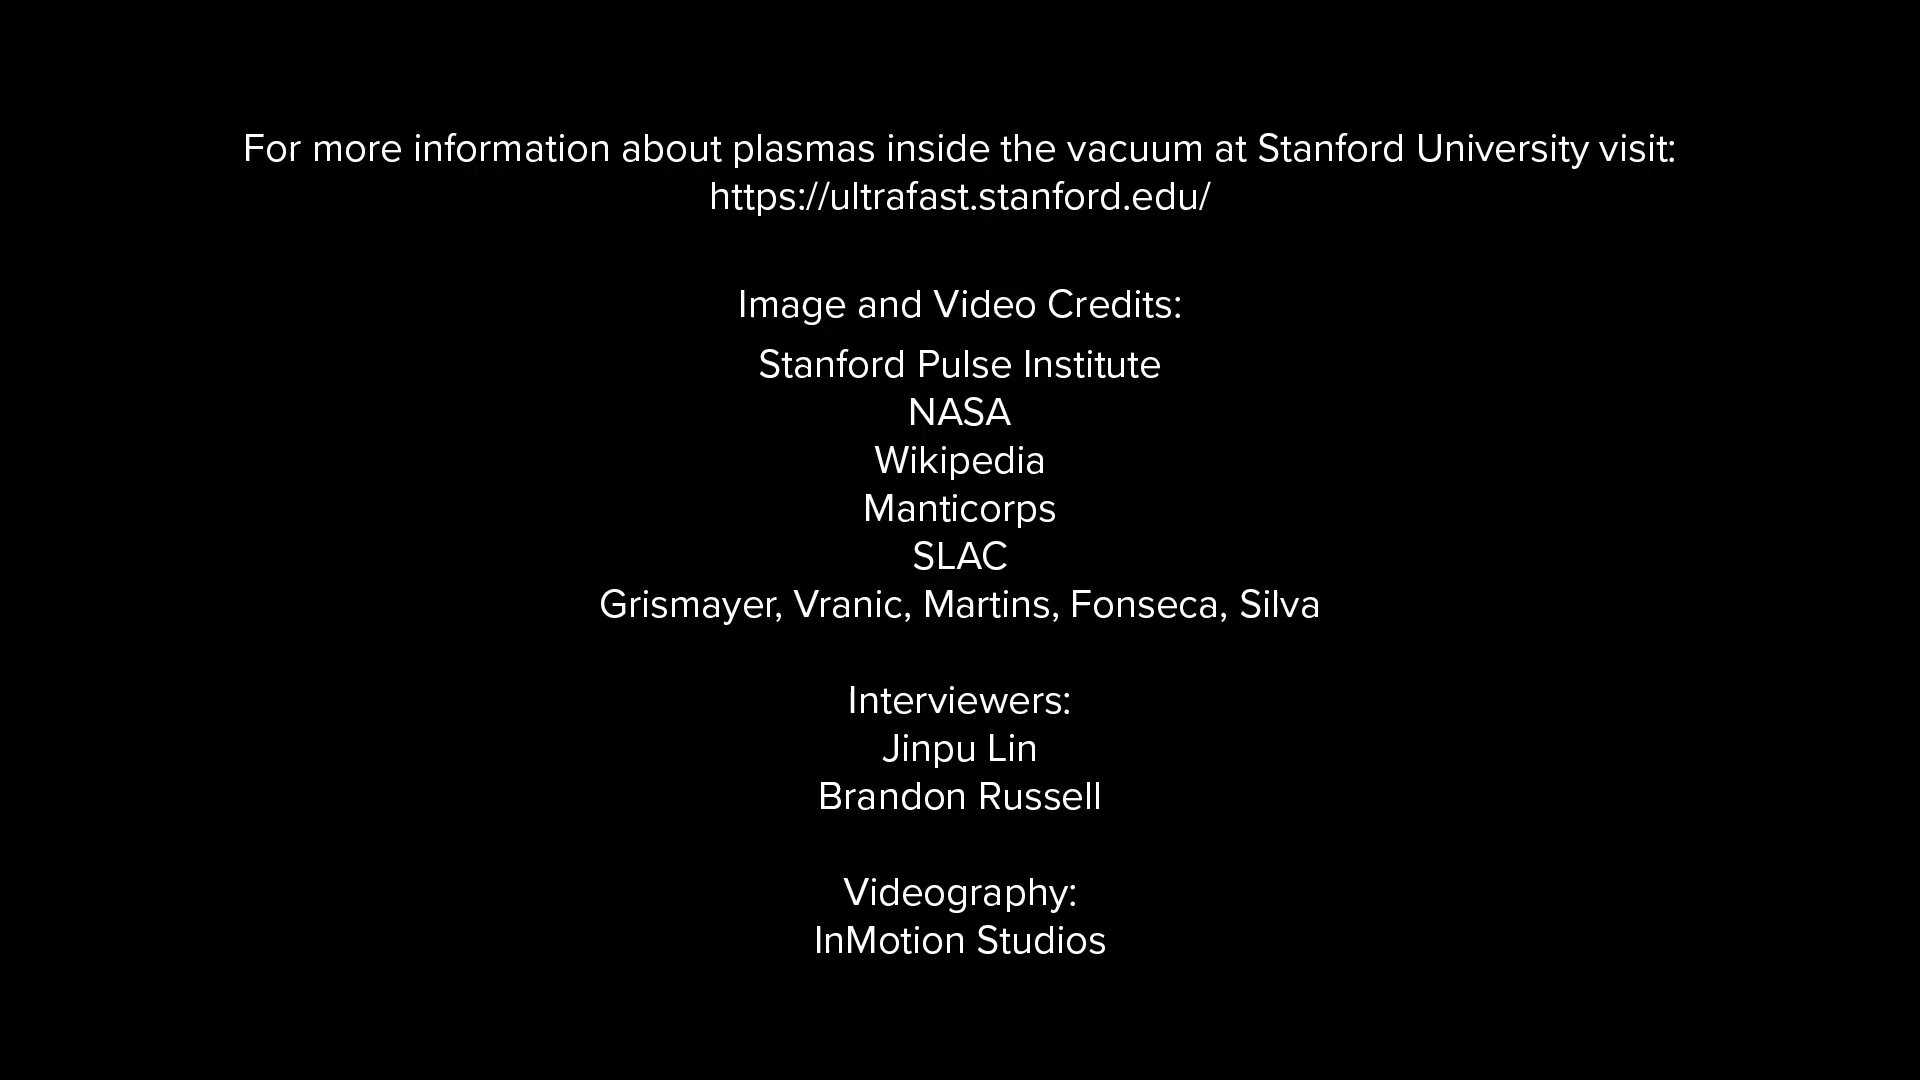 For more information about plasmas inside the vacuum at Stanford University visit:
https://ultrafast.stanford.edu/
Image and Video Credits:
Stanford Pulse Institute
NASA
Wikipedia
Manticorps
SLAC
Grismayer, Vranic, Martins, Fonseca, Silva
Interviewers:
Jinpu Lin
Brandon Russell
Videography:
InMotion Studios